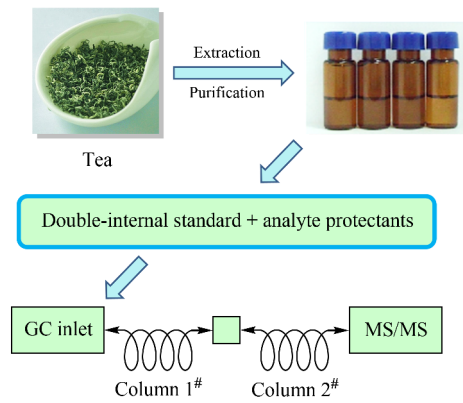 Extraction
Purification
Tea
Double-internal standard + analyte protectants
GC inlet
MS/MS
Column 1#
Column 2#